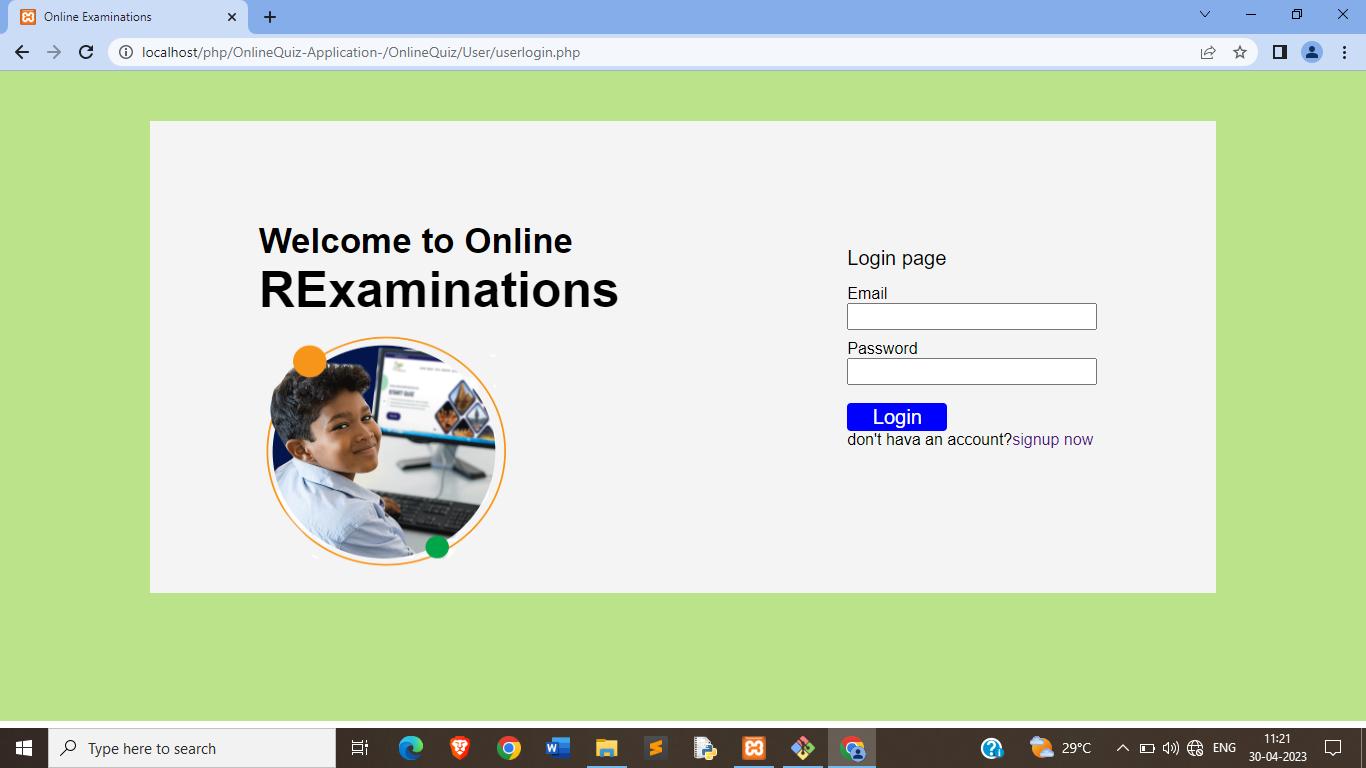 Online Examinations
localhost/php/OnlineQuiz-Application-/OnlineQuiz/User/userlogin.php
Welcome to Online
RExaminations
START QUIZ
Login page
Email
Password
Login
don't hava an account?signup now
Type here to search
29°C
ENG
11:21
30-04-2023